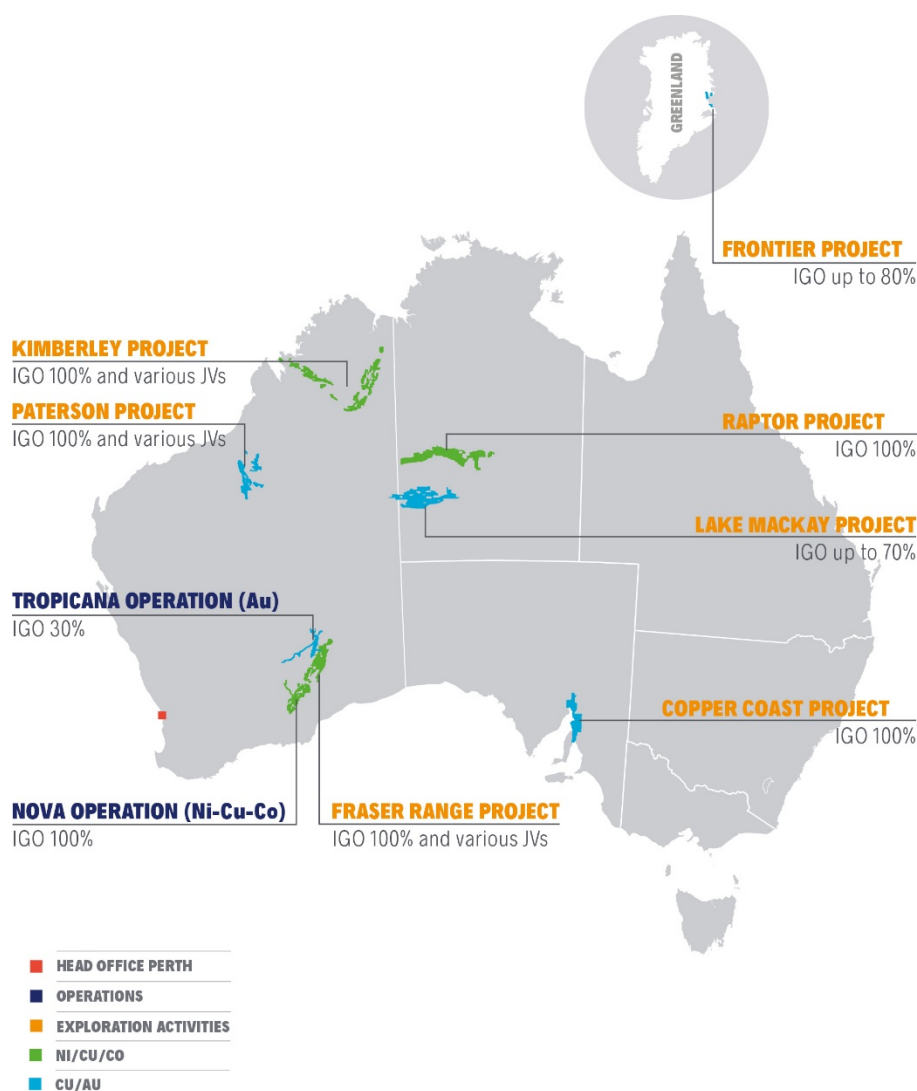 GREENLAND
FRONTIER PROJECT
IGO up to 80%
KIMBERLEY PROJECT
IGO 100% and various JVs
PATERSON PROJECT
IGO 100% and various JVs
RAPTOR PROJECT
IGO 100%
LAKE MACKAY PROJECT
IGO up to 70%
TROPICANA OPERATION (Au)
IGO 30%
COPPER COAST PROJECT
IGO 100%
NOVA OPERATION (Ni-Cu-Co)
IGO 100%
FRASER RANGE PROJECT
IGO 100% and various JVs
HEAD OFFICE PERTH
OPERATIONS
EXPLORATION ACTIVITIES
NI/CU/CO
CU/AU